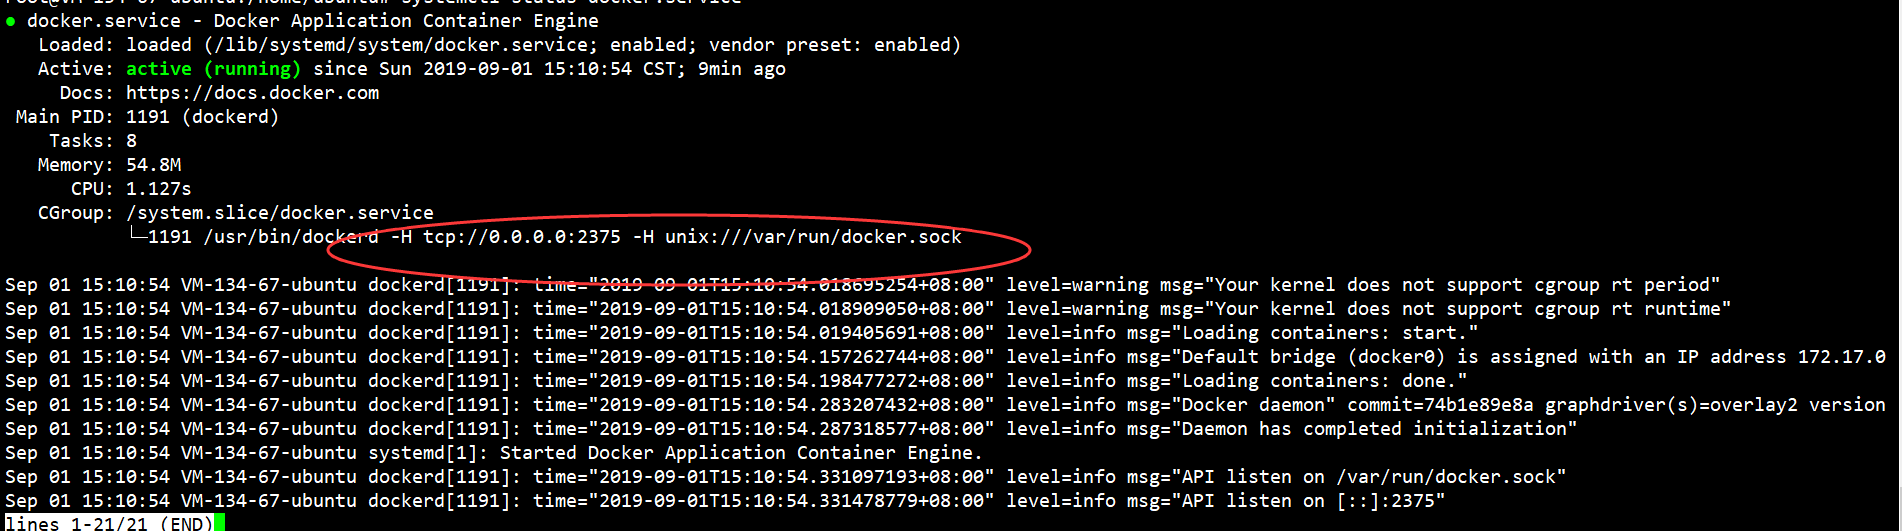 root@VM-134-67-ubuntu:/home/ubuntu# systemctl status docker.service
● docker.service - Docker Application Container Engine
Loaded: loaded (/lib/systemd/system/docker.service; enabled; vendor preset: enabled)
Active: active (running) since Sun 2019-09-01 15:10:54 CST; 9min ago
Docs: https://docs.docker.com
Main PID: 1191 (dockerd)
Tasks: 8
Memory: 54.8M
CPU: 1.127s
CGroup: /system.slice/docker.service
└─1191 /usr/bin/dockerd -H tcp://0.0.0.0:2375 -H unix:///var/run/docker.sock
Sep 01 15:10:54 VM-134-67-ubuntu dockerd[1191]: time="2019-09-01T15:10:54.018695254+08:00" level=warning msg="Your kernel does not support cgroup rt period"
Sep 01 15:10:54 VM-134-67-ubuntu dockerd[1191]: time="2019-09-01T15:10:54.018909050+08:00" level=warning msg="Your kernel does not support cgroup rt runtime"
Sep 01 15:10:54 VM-134-67-ubuntu dockerd[1191]: time="2019-09-01T15:10:54.019405691+08:00" level=info msg="Loading containers: start."
Sep 01 15:10:54 VM-134-67-ubuntu dockerd[1191]: time="2019-09-01T15:10:54.157262744+08:00" level=info msg="Default bridge (docker0) is assigned with an IP address 172.17.0
Sep 01 15:10:54 VM-134-67-ubuntu dockerd[1191]: time="2019-09-01T15:10:54.198477272+08:00" level=info msg="Loading containers: done."
Sep 01 15:10:54 VM-134-67-ubuntu dockerd[1191]: time="2019-09-01T15:10:54.283207432+08:00" level=info msg="Docker daemon" commit=74b1e89e8a graphdriver(s)=overlay2 version
Sep 01 15:10:54 VM-134-67-ubuntu dockerd[1191]: time="2019-09-01T15:10:54.287318577+08:00" level=info msg="Daemon has completed initialization"
Sep 01 15:10:54 VM-134-67-ubuntu systemd[1]: Started Docker Application Container Engine.
Sep 01 15:10:54 VM-134-67-ubuntu dockerd[1191]: time="2019-09-01T15:10:54.331097193+08:00" level=info msg="API listen on /var/run/docker.sock"
Sep 01 15:10:54 VM-134-67-ubuntu dockerd[1191]: time="2019-09-01T15:10:54.331478779+08:00" level=info msg="API listen on [::]:2375"
lines 1-21/21 (END)